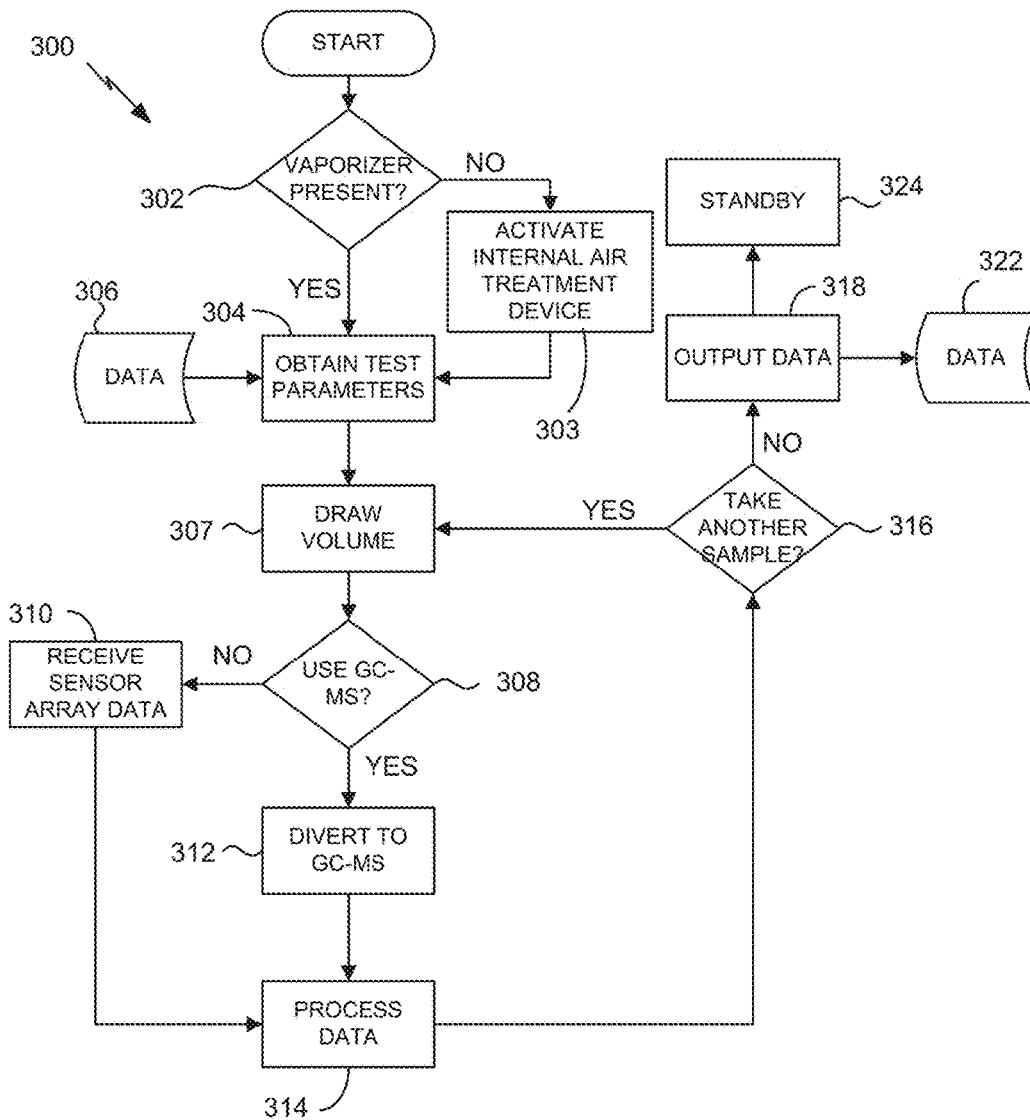 START
300
VAPORIZER
PRESENT?
302
NO
YES
ACTIVATE
INTERNAL AIR
TREATMENT
DEVICE
303
STANDBY
324
322
318
306
DATA
304
OBTAIN TEST
PARAMETERS
OUTPUT DATA
DATA
NO
307
DRAW
VOLUME
YES
TAKE
ANOTHER
SAMPLE?
316
310
RECEIVE
SENSOR
ARRAY DATA
NO
USE GC-
MS?
308
YES
312
DIVERT TO
GC-MS
PROCESS
DATA
314